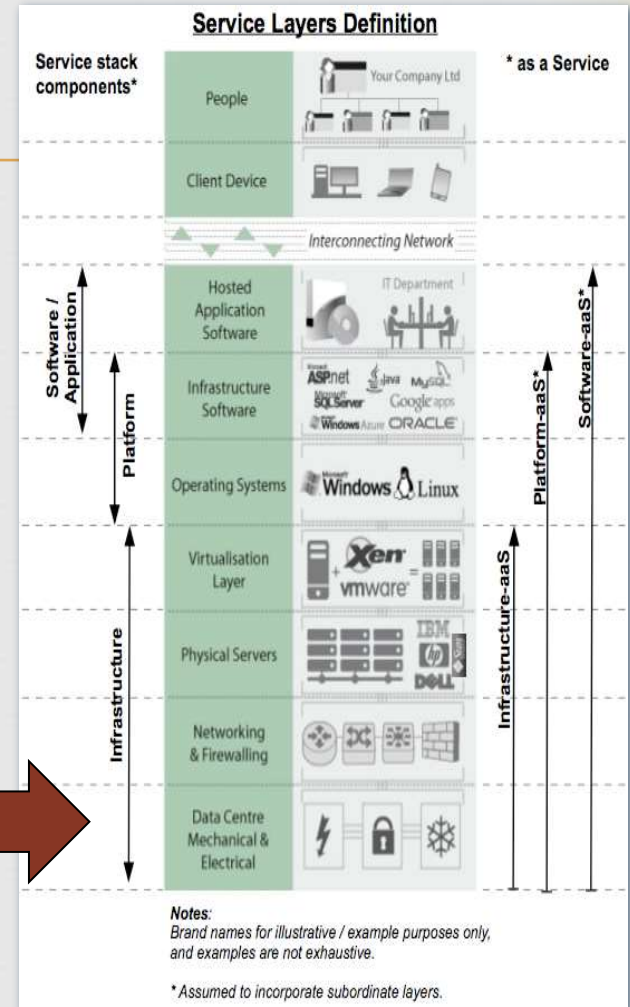 Service Layers Definition
Service stack
components*
* as a Service
People
Your Company Ltd
Client Device
Interconnecting Network
Hosted
Application
Software
IT Department
Software /
Application
Infrastructure
Software
Microsoft
ASP.net
Java
MySQL
Microsoft
SQLServer
Google apps
Windows Azure
ORACLE
Platform
Operating Systems
Microsoft
Windows
Linux
Virtualisation
Layer
+
Xen
vmware
=
Physical Servers
IBM
hp
DELL
Infrastructure
Networking
& Firewalling
Data Centre
Mechanical &
Electrical
Infrastructure-aaS
Platform-aaS*
Software-aaS*
Notes:
Brand names for illustrative / example purposes only,
and examples are not exhaustive.
* Assumed to incorporate subordinate layers.